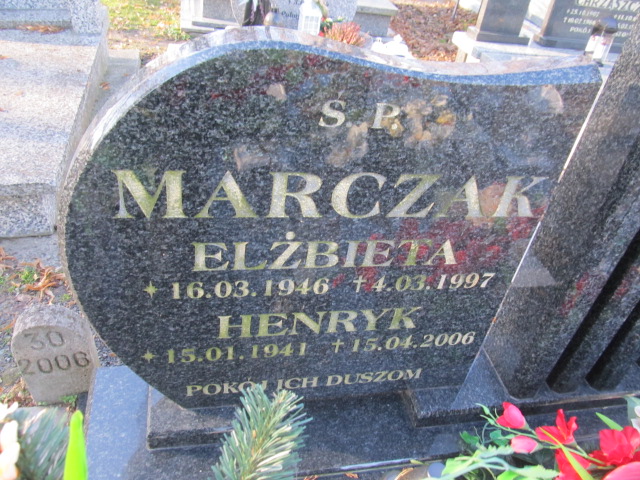 Ś. P.
MARCZAK
ELŻBIETA
✦ 16.03.1946 † 4.03.1997
HENRYK
✦ 15.01.1941 † 15.04.2006
POKÓJ ICH DUSZOM
30
2006